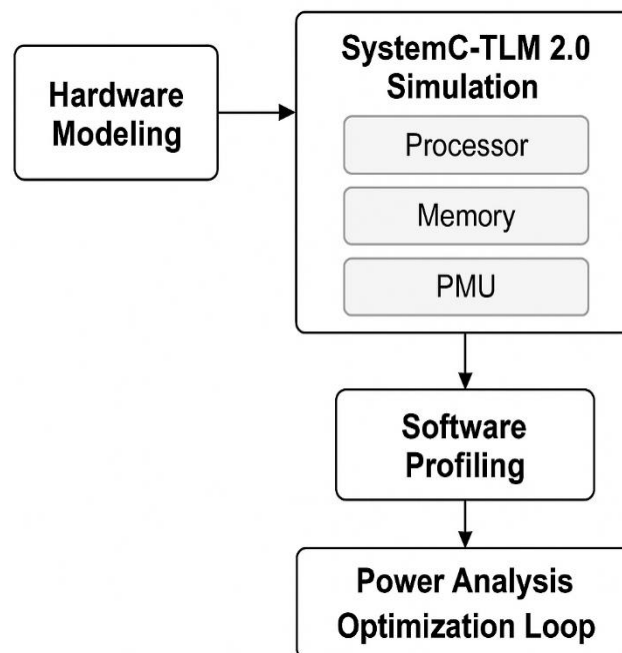 Hardware
Modeling
SystemC-TLM 2.0
Simulation
Processor
Memory
PMU
Software
Profiling
Power Analysis
Optimization Loop